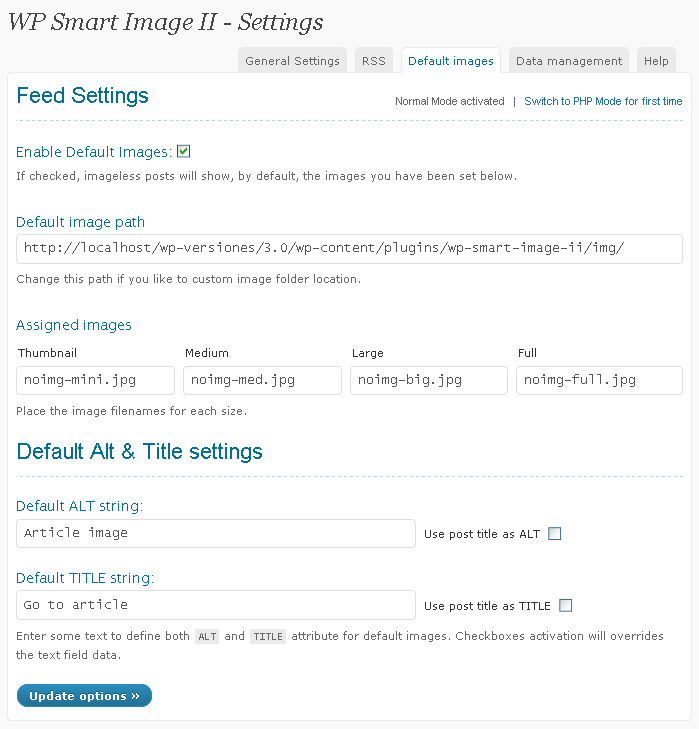 WP Smart Image II - Settings
General Settings RSS Default images Data management Help
Feed Settings
Normal Mode activated | Switch to PHP Mode for first time
Enable Default Images:
If checked, imageless posts will show, by default, the images you have been set below.
Default image path
http://localhost/wp-versiones/3.0/wp-content/plugins/wp-smart-image-ii/img/
Change this path if you like to custom image folder location.
Assigned images
Thumbnail Medium Large Full
noimg-mini.jpg noimg-med.jpg noimg-big.jpg noimg-full.jpg
Place the image filenames for each size.
Default Alt & Title settings
Default ALT string:
Article image Use post title as ALT
Default TITLE string:
Go to article Use post title as TITLE
Enter some text to define both ALT and TITLE attribute for default images. Checkboxes activation will overrides
the text field data.
Update options »